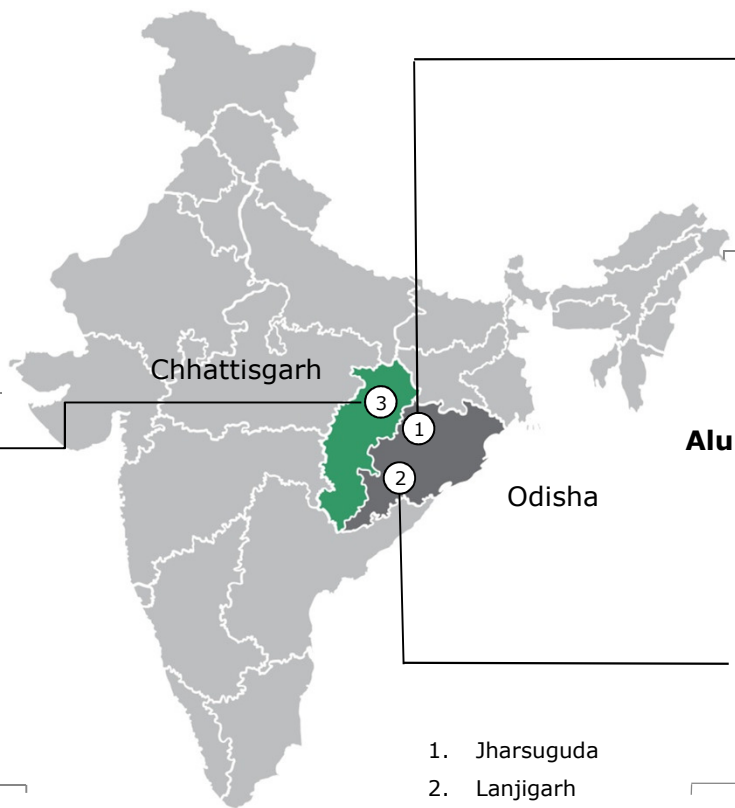 Chhattisgarh
3
1
Alu
2
Odisha
1. Jharsuguda
2. Lanjigarh